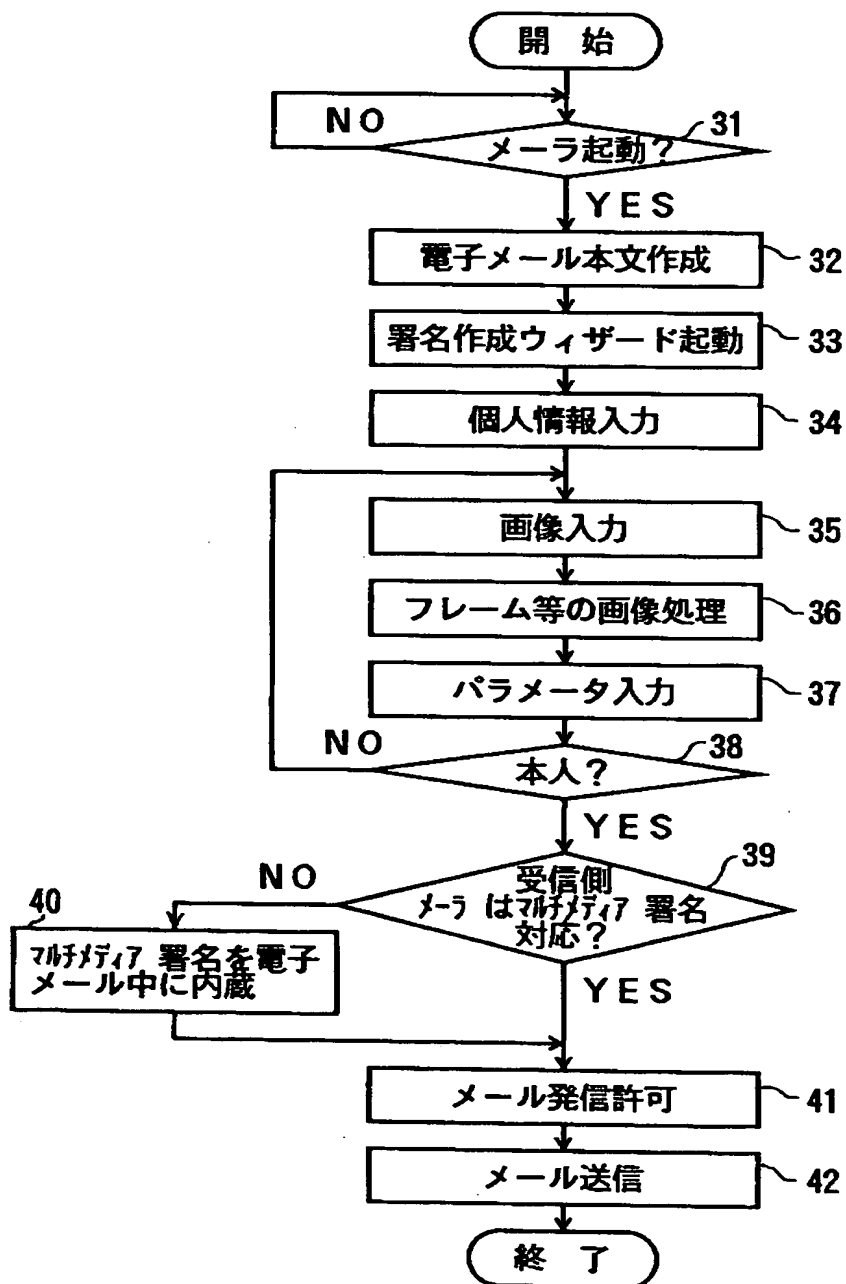 開 始
NO
メーラ起動？
31
YES
電子メール本文作成
32
署名作成ウィザード起動
33
個人情報入力
34
画像入力
35
フレーム等の画像処理
36
パラメータ入力
37
NO
本人？
38
YES
NO
受信側
メーラ はマルチメディア 署名
対応？
39
40
マルチメディア 署名を電子
メール中に内蔵
YES
メール発信許可
41
メール送信
42
終 了